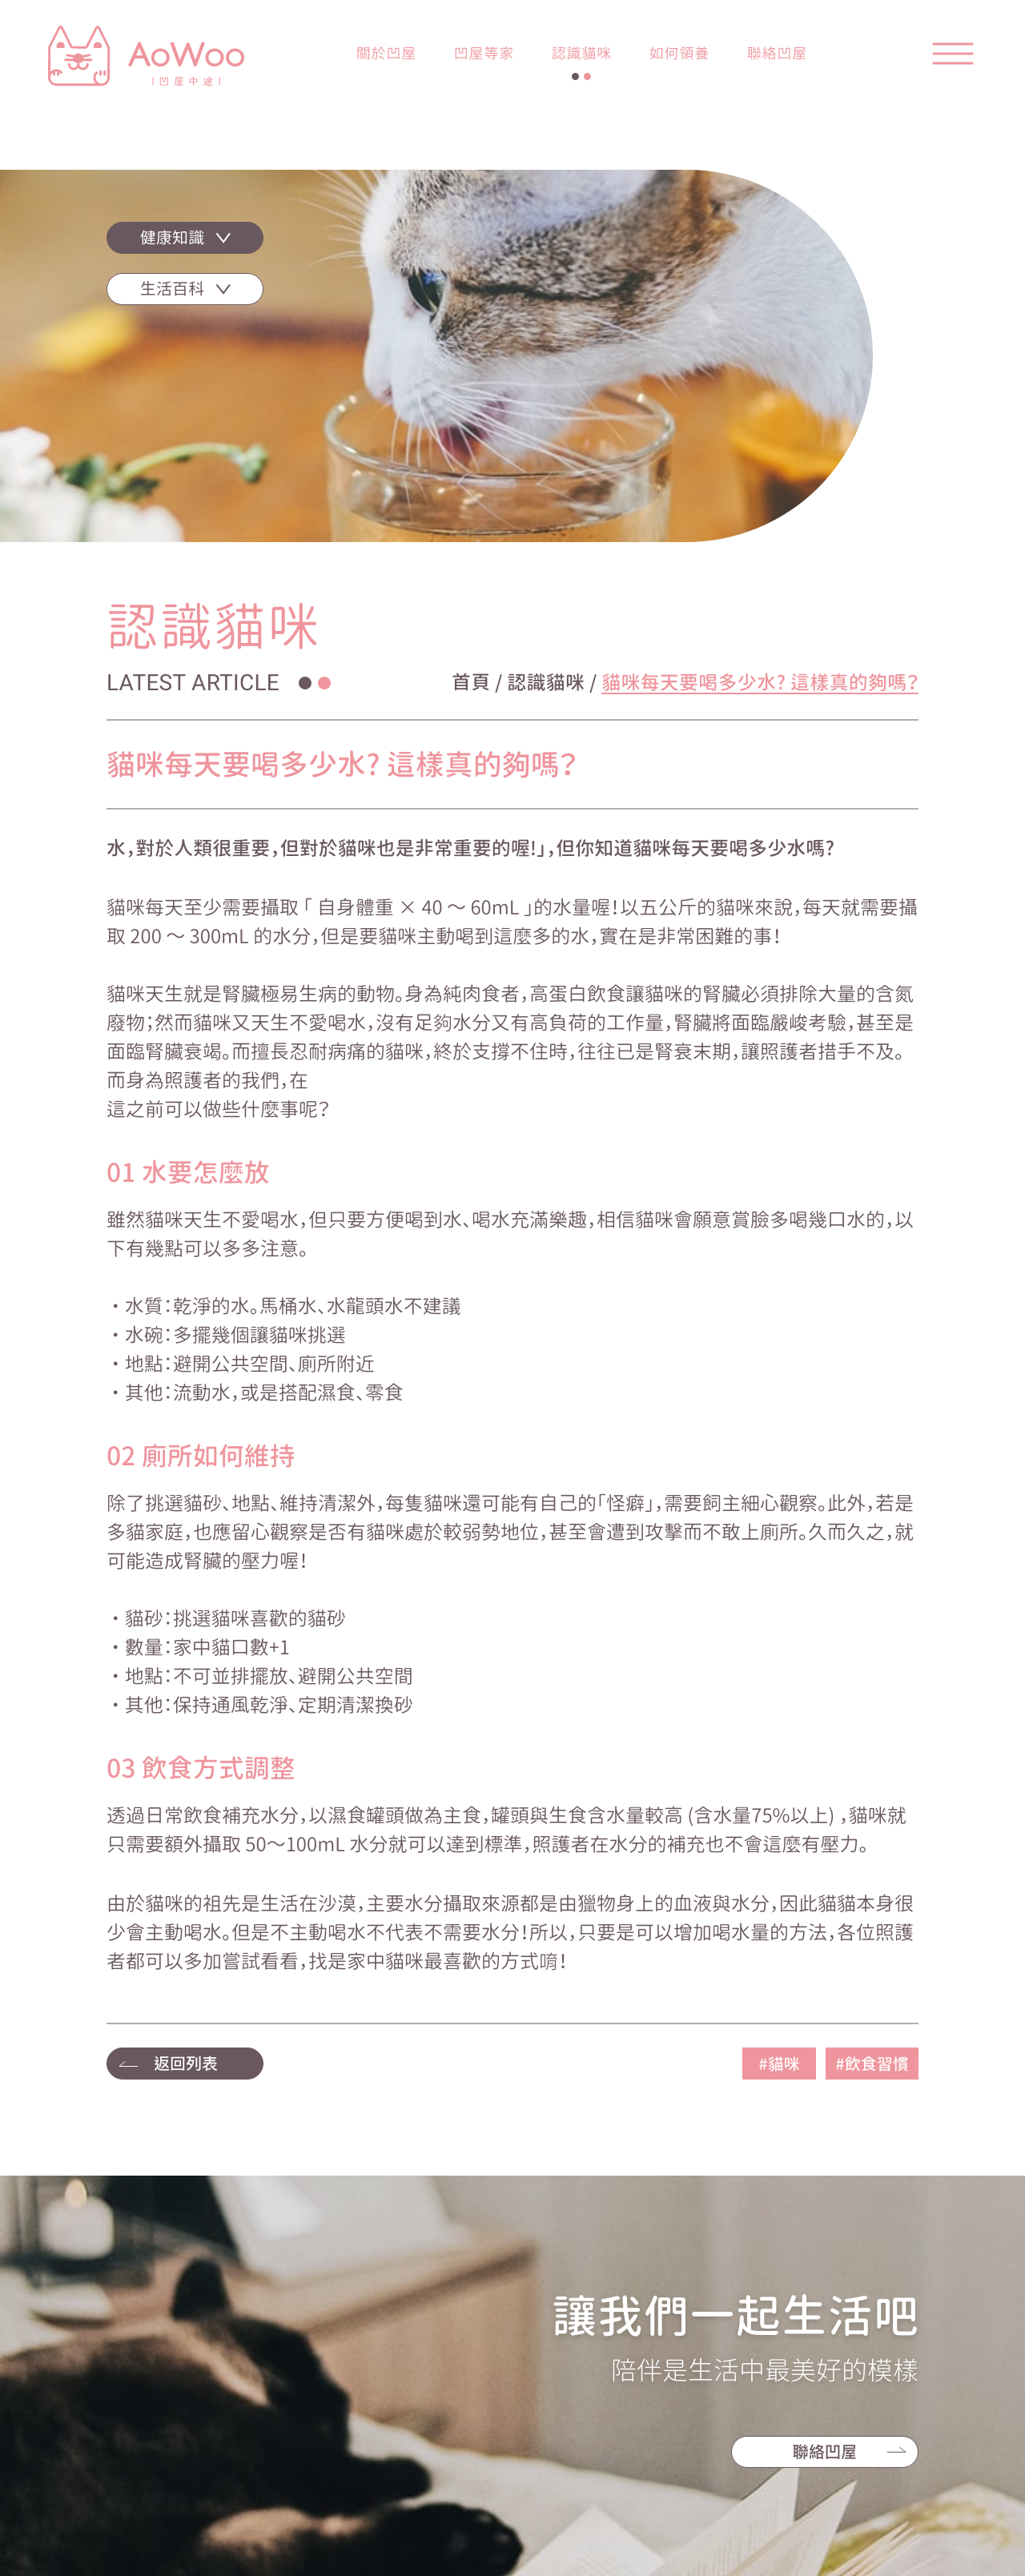 AoWoo
凹屋中途
關於凹屋
凹屋等家
認識貓咪
如何領養
聯絡凹屋
健康知識
生活百科
認識貓咪
LATEST ARTICLE
首頁 / 認識貓咪 / 貓咪每天要喝多少水? 這樣真的夠嗎?
貓咪每天要喝多少水? 這樣真的夠嗎?
水，對於人類很重要，但對於貓咪也是非常重要的喔!」，但你知道貓咪每天要喝多少水嗎?
貓咪每天至少需要攝取「 自身體重 × 40 ～ 60mL 」的水量喔！以五公斤的貓咪來說，每天就需要攝
取 200 ～ 300mL 的水分，但是要貓咪主動喝到這麼多的水，實在是非常困難的事！
貓咪天生就是腎臟極易生病的動物。身為純肉食者，高蛋白飲食讓貓咪的腎臟必須排除大量的含氮
廢物；然而貓咪又天生不愛喝水，沒有足夠水分又有高負荷的工作量，腎臟將面臨嚴峻考驗，甚至是
面臨腎臟衰竭。而擅長忍耐病痛的貓咪，終於支撐不住時，往往已是腎衰末期，讓照護者措手不及。
而身為照護者的我們，在
這之前可以做些什麼事呢？
01 水要怎麼放
雖然貓咪天生不愛喝水，但只要方便喝到水、喝水充滿樂趣，相信貓咪會願意賞臉多喝幾口水的，以
下有幾點可以多多注意。
・水質：乾淨的水。馬桶水、水龍頭水不建議
・水碗：多擺幾個讓貓咪挑選
・地點：避開公共空間、廁所附近
・其他：流動水，或是搭配濕食、零食
02 廁所如何維持
除了挑選貓砂、地點、維持清潔外，每隻貓咪還可能有自己的「怪癖」，需要飼主細心觀察。此外，若是
多貓家庭，也應留心觀察是否有貓咪處於較弱勢地位，甚至會遭到攻擊而不敢上廁所。久而久之，就
可能造成腎臟的壓力喔！
・貓砂：挑選貓咪喜歡的貓砂
・數量：家中貓口數+1
・地點：不可並排擺放、避開公共空間
・其他：保持通風乾淨、定期清潔換砂
03 飲食方式調整
透過日常飲食補充水分，以濕食罐頭做為主食，罐頭與生食含水量較高 (含水量75%以上) ，貓咪就
只需要額外攝取 50～100mL 水分就可以達到標準，照護者在水分的補充也不會這麼有壓力。
由於貓咪的祖先是生活在沙漠，主要水分攝取來源都是由獵物身上的血液與水分，因此貓貓本身很
少會主動喝水。但是不主動喝水不代表不需要水分！所以，只要是可以增加喝水量的方法，各位照護
者都可以多加嘗試看看，找是家中貓咪最喜歡的方式唷！
返回列表
#貓咪
#飲食習慣
讓我們一起生活吧
陪伴是生活中最美好的模樣
聯絡凹屋